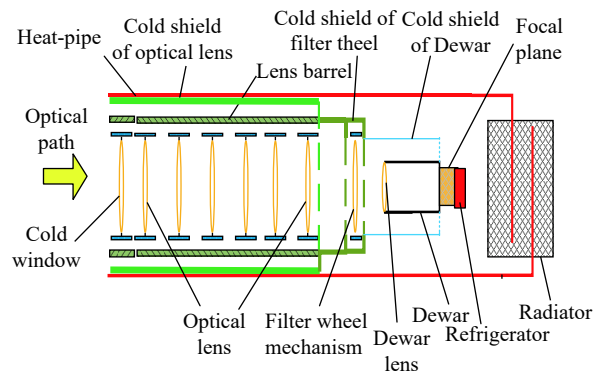 Heat-pipe
Cold shield
of optical lens
Lens barrel
Cold shield of
filter theel
Cold shield
of Dewar
Focal
plane
Optical
path
Cold
window
Optical
lens
Filter wheel
mechanism
Dewar
lens
Dewar
Refrigerator
Radiator